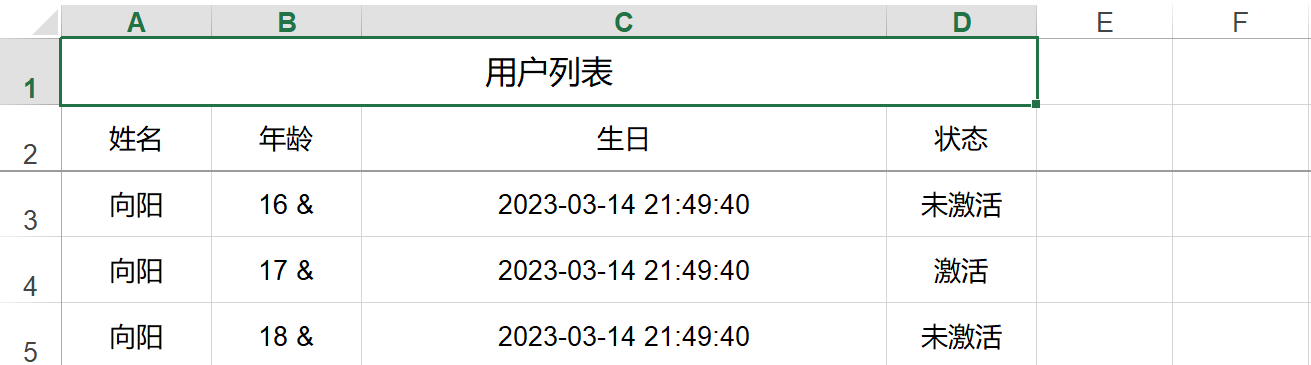 A B C D E F
1 用户列表
2 姓名 年龄 生日 状态
3 向阳 16 & 2023-03-14 21:49:40 未激活
4 向阳 17 & 2023-03-14 21:49:40 激活
5 向阳 18 & 2023-03-14 21:49:40 未激活